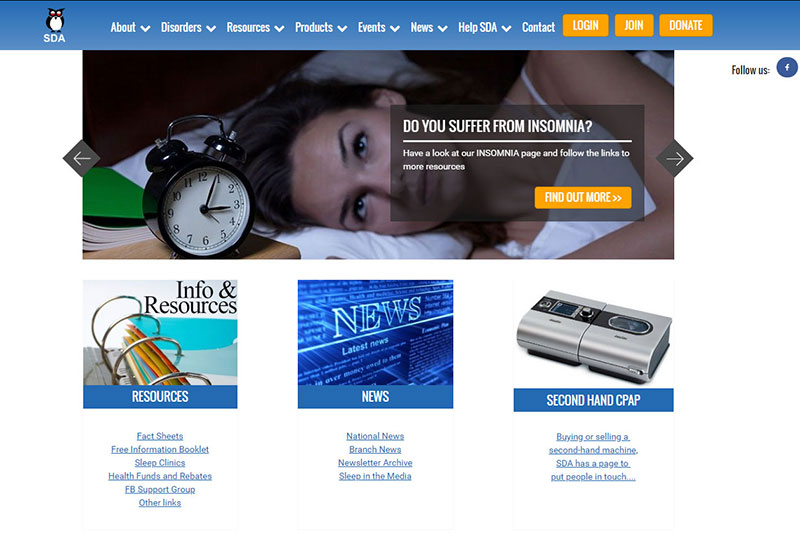 SDA
About
Disorders
Resources
Products
Events
News
Help SDA
Contact
LOGIN
JOIN
DONATE
Follow us:
f
DO YOU SUFFER FROM INSOMNIA?
Have a look at our INSOMNIA page and follow the links to
more resources
FIND OUT MORE >>
Info &
Resources
RESOURCES
Fact Sheets
Free Information Booklet
Sleep Clinics
Health Funds and Rebates
FB Support Group
Other links
NEWS
Latest news
NEWS
National News
Branch News
Newsletter Archive
Sleep in the Media
SECOND HAND CPAP
Buying or selling a
second-hand machine,
SDA has a page to
put people in touch....